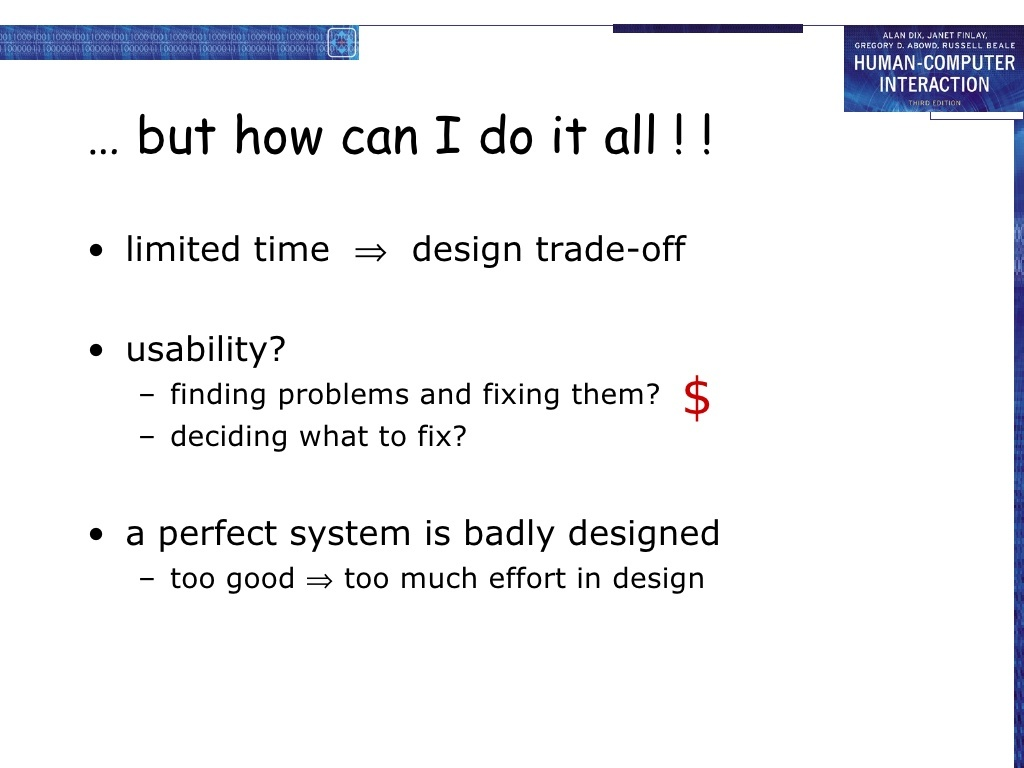 ALAN DIX, JANET FINLAY,
GREGORY D. ABOWD, RUSSELL BEALE
HUMAN-COMPUTER
INTERACTION
THIRD EDITION
… but how can I do it all ! !
• limited time ⇒ design trade-off
• usability?
– finding problems and fixing them? $
– deciding what to fix?
• a perfect system is badly designed
– too good ⇒ too much effort in design